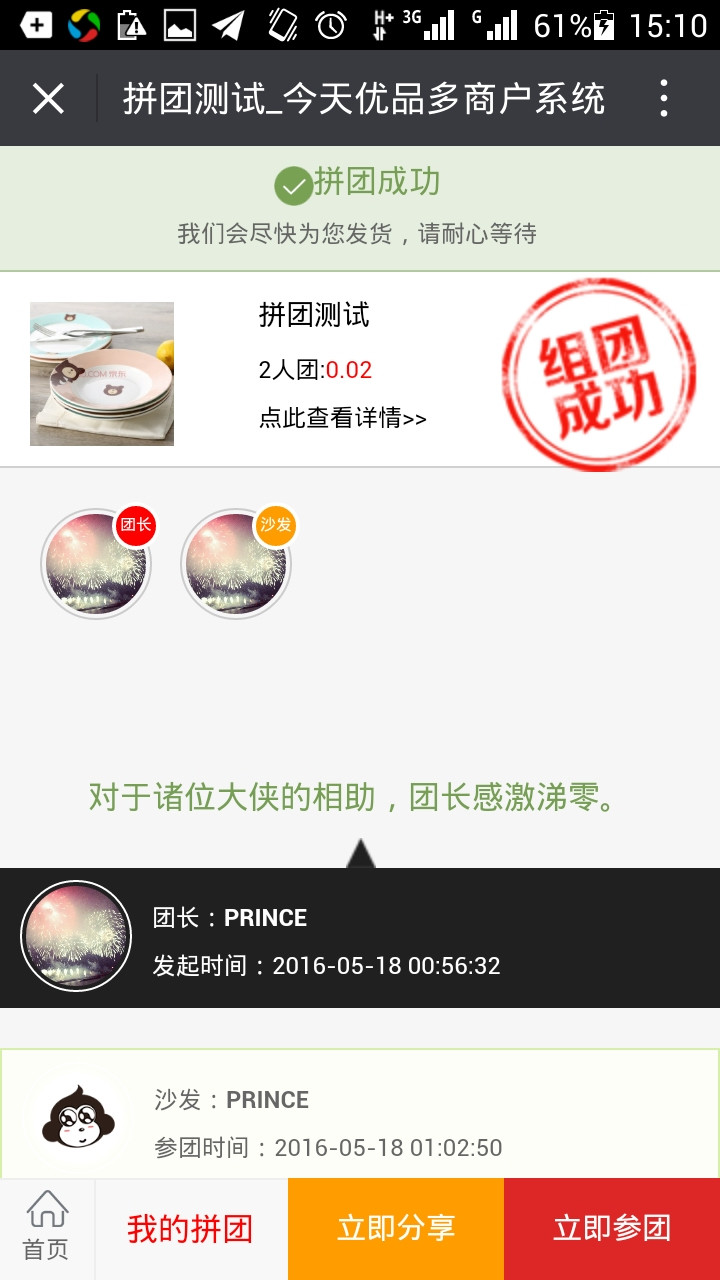 3G
G
61%
15:10
拼团测试_今天优品多商户系统
拼团成功
我们会尽快为您发货，请耐心等待
拼团测试
2人团:0.02
点此查看详情>>
组团
成功
.COM 京东
团长
沙发
对于诸位大侠的相助，团长感激涕零。
团长：PRINCE
发起时间：2016-05-18 00:56:32
沙发：PRINCE
参团时间：2016-05-18 01:02:50
首页
我的拼团
立即分享
立即参团